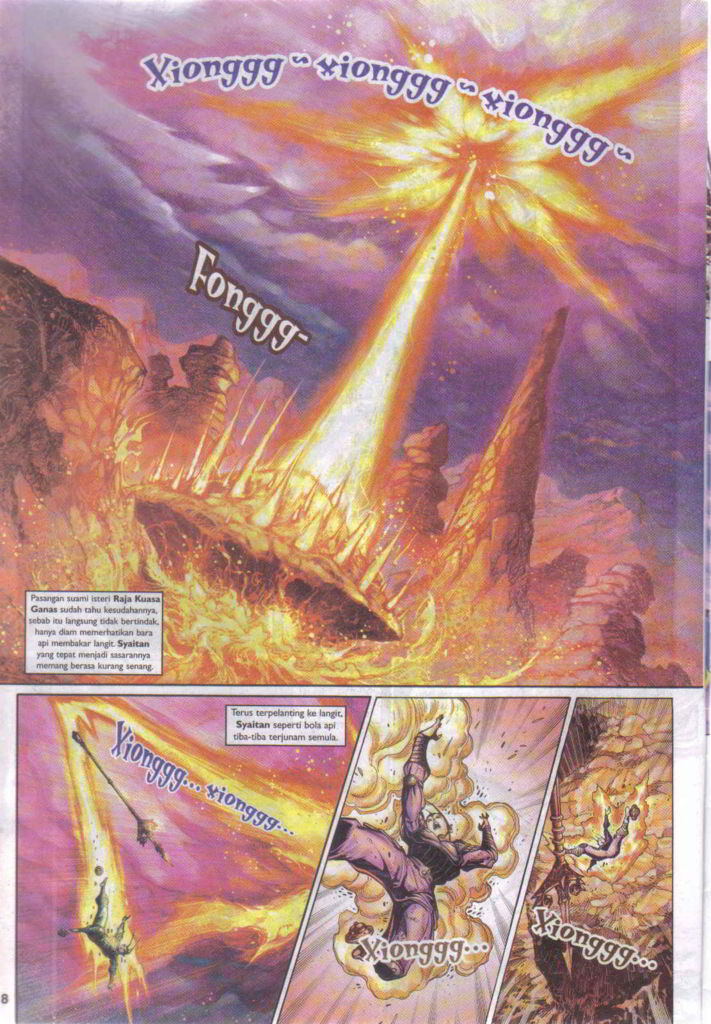 Xionggg ~ xionggg ~ xionggg ~
Fonggg-
Pasangan suami isteri Raja Kuasa
Ganas sudah tahu kesudahannya,
sebab itu langsung tidak bertindak,
hanya diam memerhatikan bara
api membakar langit. Syaitan
yang tepat menjadi sasarannya
memang berasa kurang senang.
Terus terpelanting ke langit,
Syaitan seperti bola api
tiba-tiba terjunam semula.
Xionggg... xionggg...
Xionggg...
Xionggg...
8